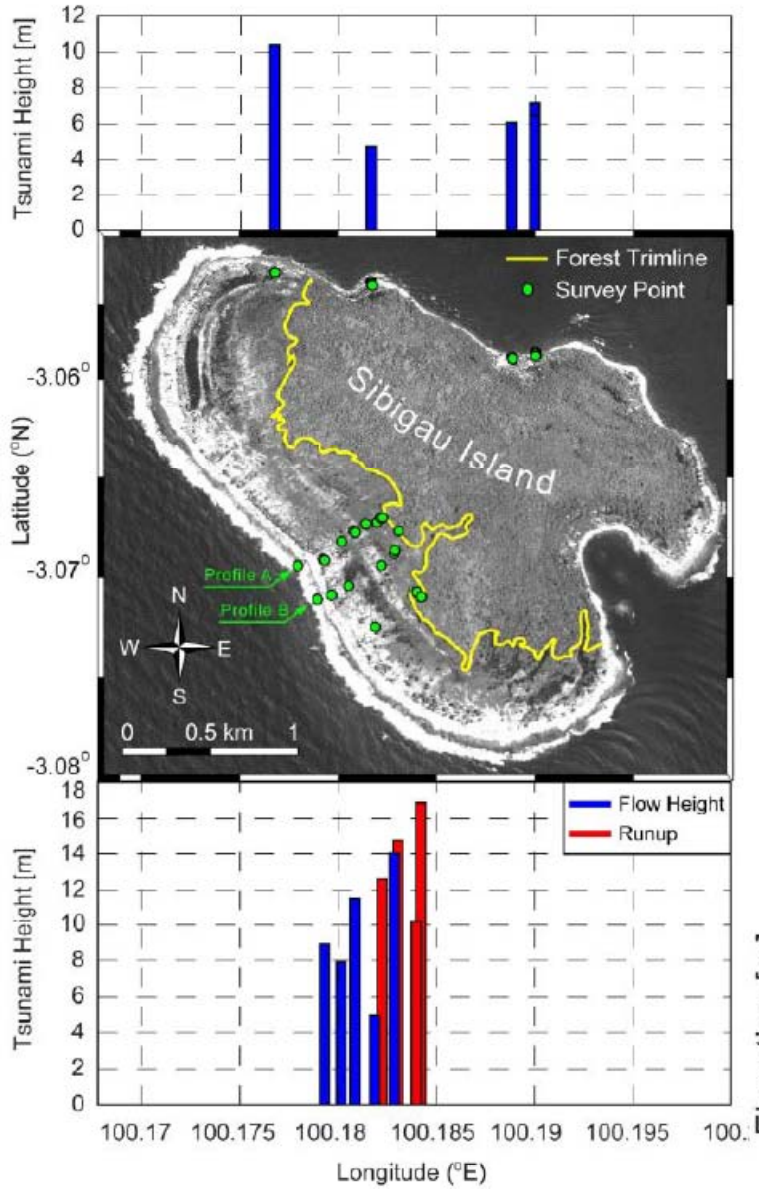 12
10
8
6
4
2
0
Tsunami Height [m]
Forest Trimline
Survey Point
Sibigau Island
-3.06°
-3.07°
-3.08°
Latitude (°N)
Profile A
Profile B
N
W E
S
0 0.5 km 1
18
16
14
12
10
8
6
4
2
0
Tsunami Height [m]
Flow Height
Runup
100.17 100.175 100.18 100.185 100.19 100.195 100.
Longitude (°E)